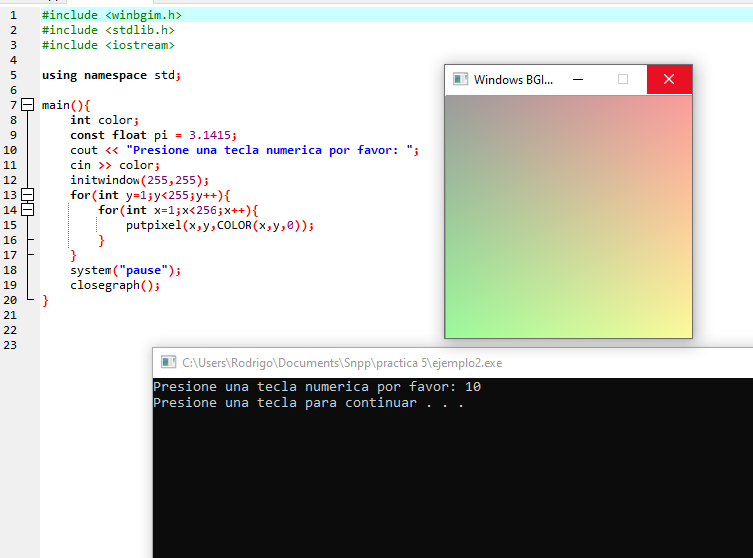 1 #include <winbgim.h>
2 #include <stdlib.h>
3 #include <iostream>
4
5 using namespace std;
6
7 main(){
8 int color;
9 const float pi = 3.1415;
10 cout << "Presione una tecla numerica por favor: ";
11 cin >> color;
12 initwindow(255,255);
13 for(int y=1;y<255;y++){
14 for(int x=1;x<256;x++){
15 putpixel(x,y,COLOR(x,y,0));
16 }
17 }
18 system("pause");
19 closegraph();
20 }
21
22
23
Windows BGI...
C:\Users\Rodrigo\Documents\Snpp\practica 5\ejemplo2.exe
Presione una tecla numerica por favor: 10
Presione una tecla para continuar . . .